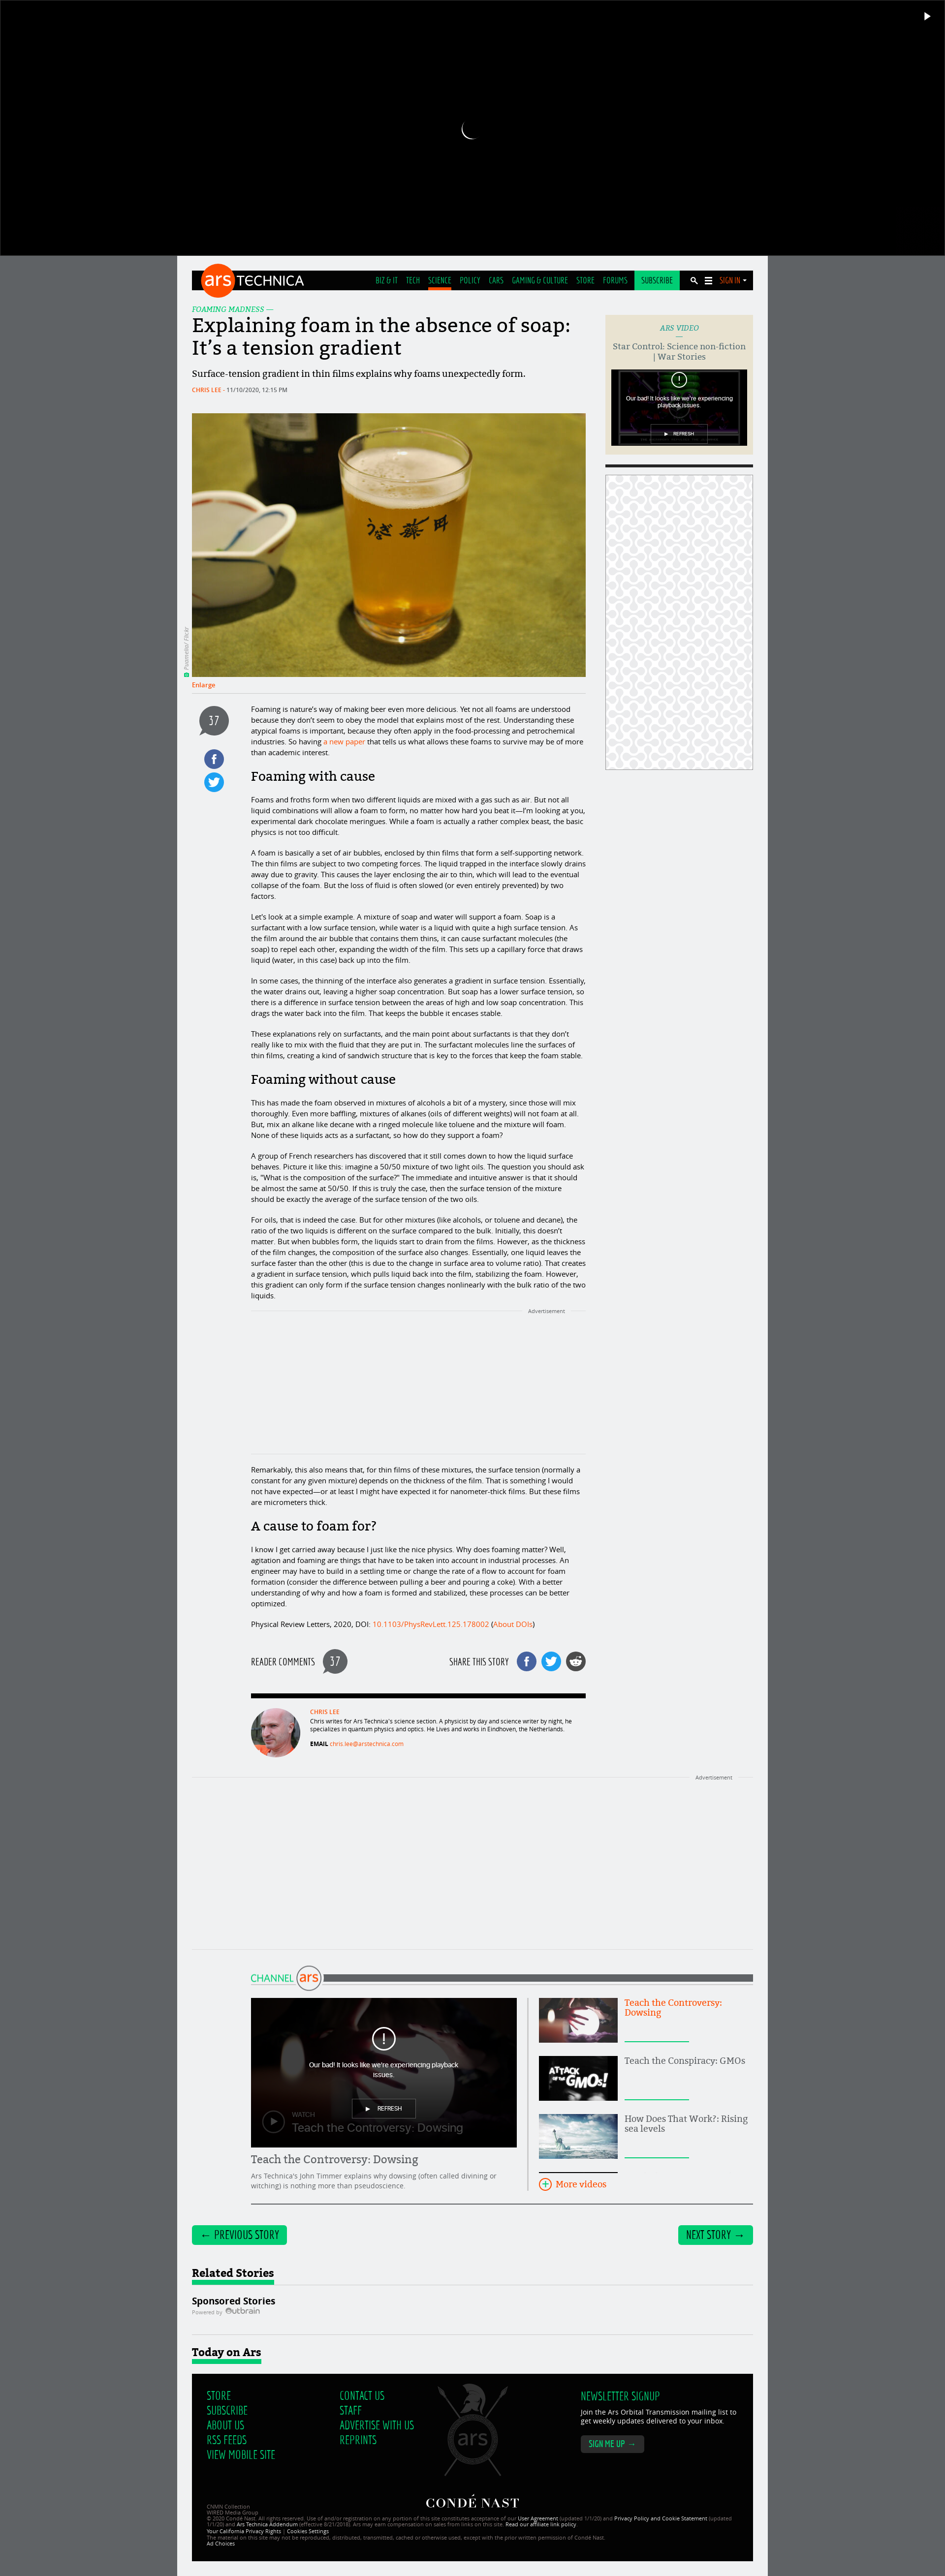 ars TECHNICA
BIZ & IT TECH SCIENCE POLICY CARS GAMING & CULTURE STORE FORUMS SUBSCRIBE SIGN IN
FOAMING MADNESS —
Explaining foam in the absence of soap:
It's a tension gradient
Surface-tension gradient in thin films explains why foams unexpectedly form.
CHRIS LEE - 11/10/2020, 12:15 PM
うなぎ 藤田
Enlarge
37
Foaming is nature's way of making beer even more delicious. Yet not all foams are understood
because they don't seem to obey the model that explains most of the rest. Understanding these
atypical foams is important, because they often apply in the food-processing and petrochemical
industries. So having a new paper that tells us what allows these foams to survive may be of more
than academic interest.
Foaming with cause
Foams and froths form when two different liquids are mixed with a gas such as air. But not all
liquid combinations will allow a foam to form, no matter how hard you beat it—I'm looking at you,
experimental dark chocolate meringues. While a foam is actually a rather complex beast, the basic
physics is not too difficult.
A foam is basically a set of air bubbles, enclosed by thin films that form a self-supporting network.
The thin films are subject to two competing forces. The liquid trapped in the interface slowly drains
away due to gravity. This causes the layer enclosing the air to thin, which will lead to the eventual
collapse of the foam. But the loss of fluid is often slowed (or even entirely prevented) by two
factors.
Let's look at a simple example. A mixture of soap and water will support a foam. Soap is a
surfactant with a low surface tension, while water is a liquid with quite a high surface tension. As
the film around the air bubble that contains them thins, it can cause surfactant molecules (the
soap) to repel each other, expanding the width of the film. This sets up a capillary force that draws
liquid (water, in this case) back up into the film.
In some cases, the thinning of the interface also generates a gradient in surface tension. Essentially,
the water drains out, leaving a higher soap concentration. But soap has a lower surface tension, so
there is a difference in surface tension between the areas of high and low soap concentration. This
drags the water back into the film. That keeps the bubble it encases stable.
These explanations rely on surfactants, and the main point about surfactants is that they don't
really like to mix with the fluid that they are put in. The surfactant molecules line the surfaces of
thin films, creating a kind of sandwich structure that is key to the forces that keep the foam stable.
Foaming without cause
This has made the foam observed in mixtures of alcohols a bit of a mystery, since those will mix
thoroughly. Even more baffling, mixtures of alkanes (oils of different weights) will not foam at all.
But, mix an alkane like decane with a ringed molecule like toluene and the mixture will foam.
None of these liquids acts as a surfactant, so how do they support a foam?
A group of French researchers has discovered that it still comes down to how the liquid surface
behaves. Picture it like this: imagine a 50/50 mixture of two light oils. The question you should ask
is, "What is the composition of the surface?" The immediate and intuitive answer is that it should
be almost the same at 50/50. If this is truly the case, then the surface tension of the mixture
should be exactly the average of the surface tension of the two oils.
For oils, that is indeed the case. But for other mixtures (like alcohols, or toluene and decane), the
ratio of the two liquids is different on the surface compared to the bulk. Initially, this doesn't
matter. But when bubbles form, the liquids start to drain from the films. However, as the thickness
of the film changes, the composition of the surface also changes. Essentially, one liquid leaves the
surface faster than the other (this is due to the change in surface area to volume ratio). That creates
a gradient in surface tension, which pulls liquid back into the film, stabilizing the foam. However,
this gradient can only form if the surface tension changes nonlinearly with the bulk ratio of the two
liquids.
Advertisement
Remarkably, this also means that, for thin films of these mixtures, the surface tension (normally a
constant for any given mixture) depends on the thickness of the film. That is something I would
not have expected—or at least I might have expected it for nanometer-thick films. But these films
are micrometers thick.
A cause to foam for?
I know I get carried away because I just like the nice physics. Why does foaming matter? Well,
agitation and foaming are things that have to be taken into account in industrial processes. An
engineer may have to build in a settling time or change the rate of a flow to account for foam
formation (consider the difference between pulling a beer and pouring a coke). With a better
understanding of why and how a foam is formed and stabilized, these processes can be better
optimized.
Physical Review Letters, 2020, DOI: 10.1103/PhysRevLett.125.178002 (About DOIs)
READER COMMENTS 37 SHARE THIS STORY
CHRIS LEE
Chris writes for Ars Technica's science section. A physicist by day and science writer by night, he
specializes in quantum physics and optics. He Lives and works in Eindhoven, the Netherlands.
EMAIL chris.lee@arstechnica.com
ARS VIDEO
Star Control: Science non-fiction
| War Stories
Our bad! It looks like we're experiencing
playback issues.
REFRESH
Advertisement
CHANNEL ars
Our bad! It looks like we're experiencing playback
issues.
REFRESH
WATCH
Teach the Controversy: Dowsing
Teach the Controversy: Dowsing
Ars Technica's John Timmer explains why dowsing (often called divining or
witching) is nothing more than pseudoscience.
Teach the Controversy:
Dowsing
ATTACK OF THE GMOs!
Teach the Conspiracy: GMOs
How Does That Work?: Rising
sea levels
More videos
← PREVIOUS STORY
NEXT STORY →
Related Stories
Sponsored Stories
Powered by Outbrain
Today on Ars
STORE
SUBSCRIBE
ABOUT US
RSS FEEDS
VIEW MOBILE SITE
CONTACT US
STAFF
ADVERTISE WITH US
REPRINTS
ars
NEWSLETTER SIGNUP
Join the Ars Orbital Transmission mailing list to
get weekly updates delivered to your inbox.
SIGN ME UP →
CONDÉ NAST
CNMN Collection
WIRED Media Group
© 2020 Condé Nast. All rights reserved. Use of and/or registration on any portion of this site constitutes acceptance of our User Agreement (updated 1/1/20) and Privacy Policy and Cookie Statement (updated
1/1/20) and Ars Technica Addendum (effective 8/21/2018). Ars may earn compensation on sales from links on this site. Read our affiliate link policy.
Your California Privacy Rights | Cookies Settings
The material on this site may not be reproduced, distributed, transmitted, cached or otherwise used, except with the prior written permission of Condé Nast.
Ad Choices